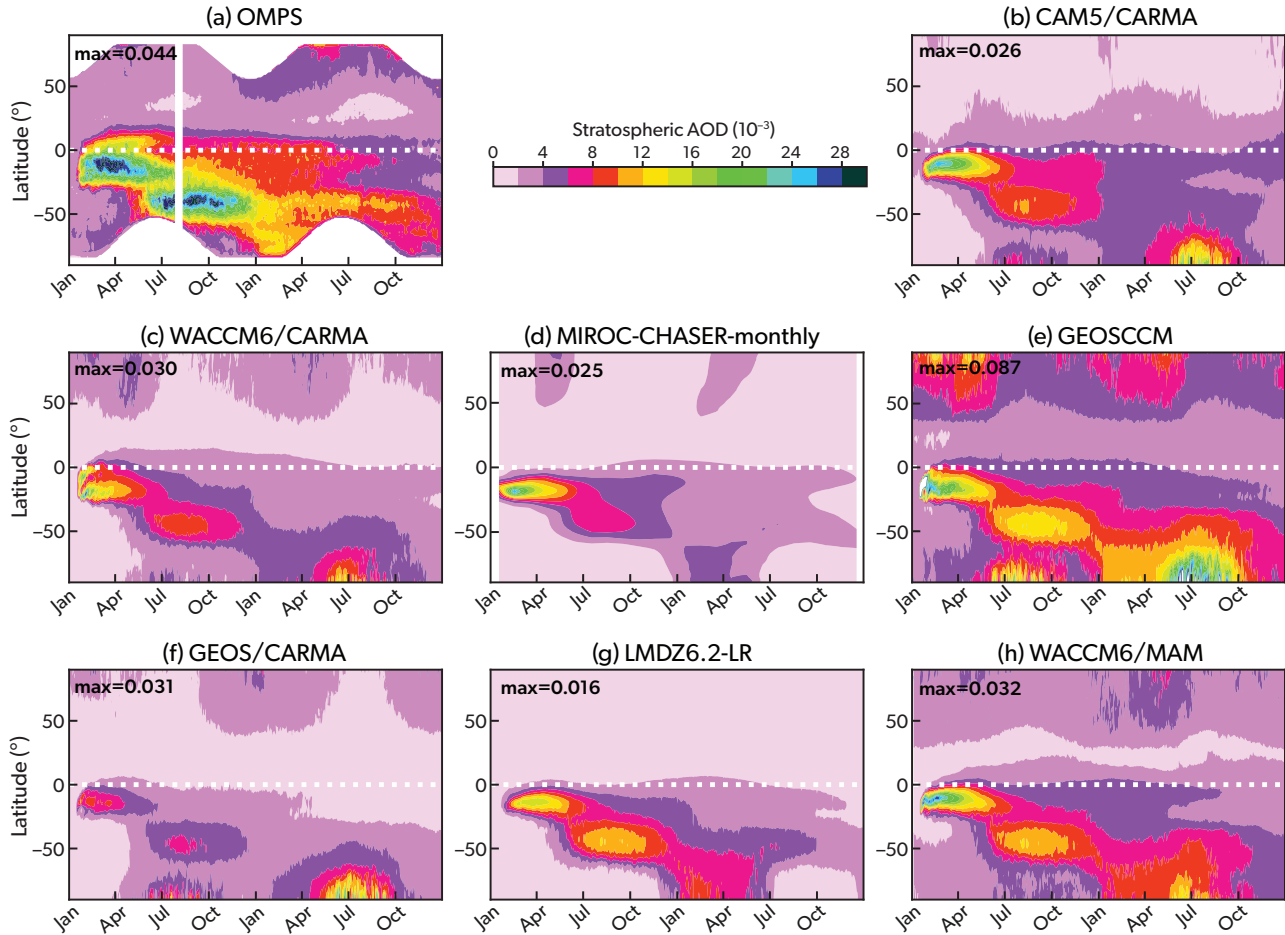 (a) OMPS
max=0.044
50
0
−50
Latitude (°)
Jan Apr Jul Oct Jan Apr Jul Oct
Stratospheric AOD (10⁻³)
0 4 8 12 16 20 24 28
(b) CAM5/CARMA
max=0.026
50
0
−50
Jan Apr Jul Oct Jan Apr Jul Oct
(c) WACCM6/CARMA
max=0.030
50
0
−50
Latitude (°)
Jan Apr Jul Oct Jan Apr Jul Oct
(d) MIROC-CHASER-monthly
max=0.025
50
0
−50
Jan Apr Jul Oct Jan Apr Jul Oct
(e) GEOSCCM
max=0.087
50
0
−50
Jan Apr Jul Oct Jan Apr Jul Oct
(f) GEOS/CARMA
max=0.031
50
0
−50
Latitude (°)
Jan Apr Jul Oct Jan Apr Jul Oct
(g) LMDZ6.2-LR
max=0.016
50
0
−50
Jan Apr Jul Oct Jan Apr Jul Oct
(h) WACCM6/MAM
max=0.032
50
0
−50
Jan Apr Jul Oct Jan Apr Jul Oct